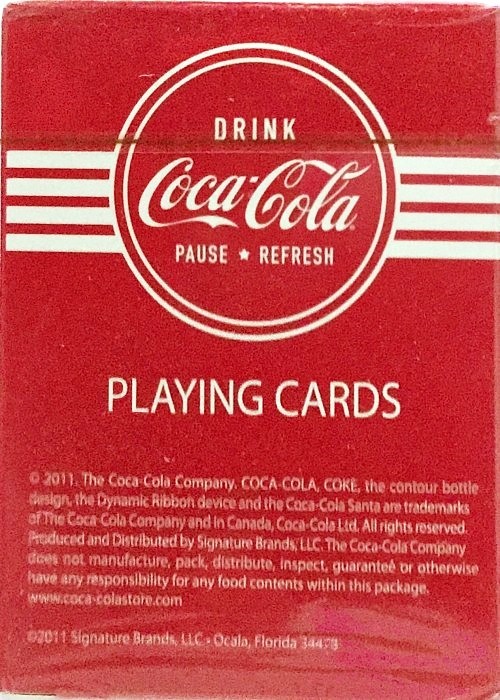 DRINK
Coca-Cola
PAUSE ★ REFRESH
PLAYING CARDS
© 2011. The Coca-Cola Company. COCA-COLA, COKE, the contour bottle
design, the Dynamic Ribbon device and the Coca-Cola Santa are trademarks
of The Coca-Cola Company and in Canada, Coca-Cola Ltd. All rights reserved.
Produced and Distributed by Signature Brands, LLC. The Coca-Cola Company
does not manufacture, pack, distribute, inspect, guarantee or otherwise
have any responsibility for any food contents within this package.
www.coca-colastore.com
©2011 Signature Brands, LLC • Ocala, Florida